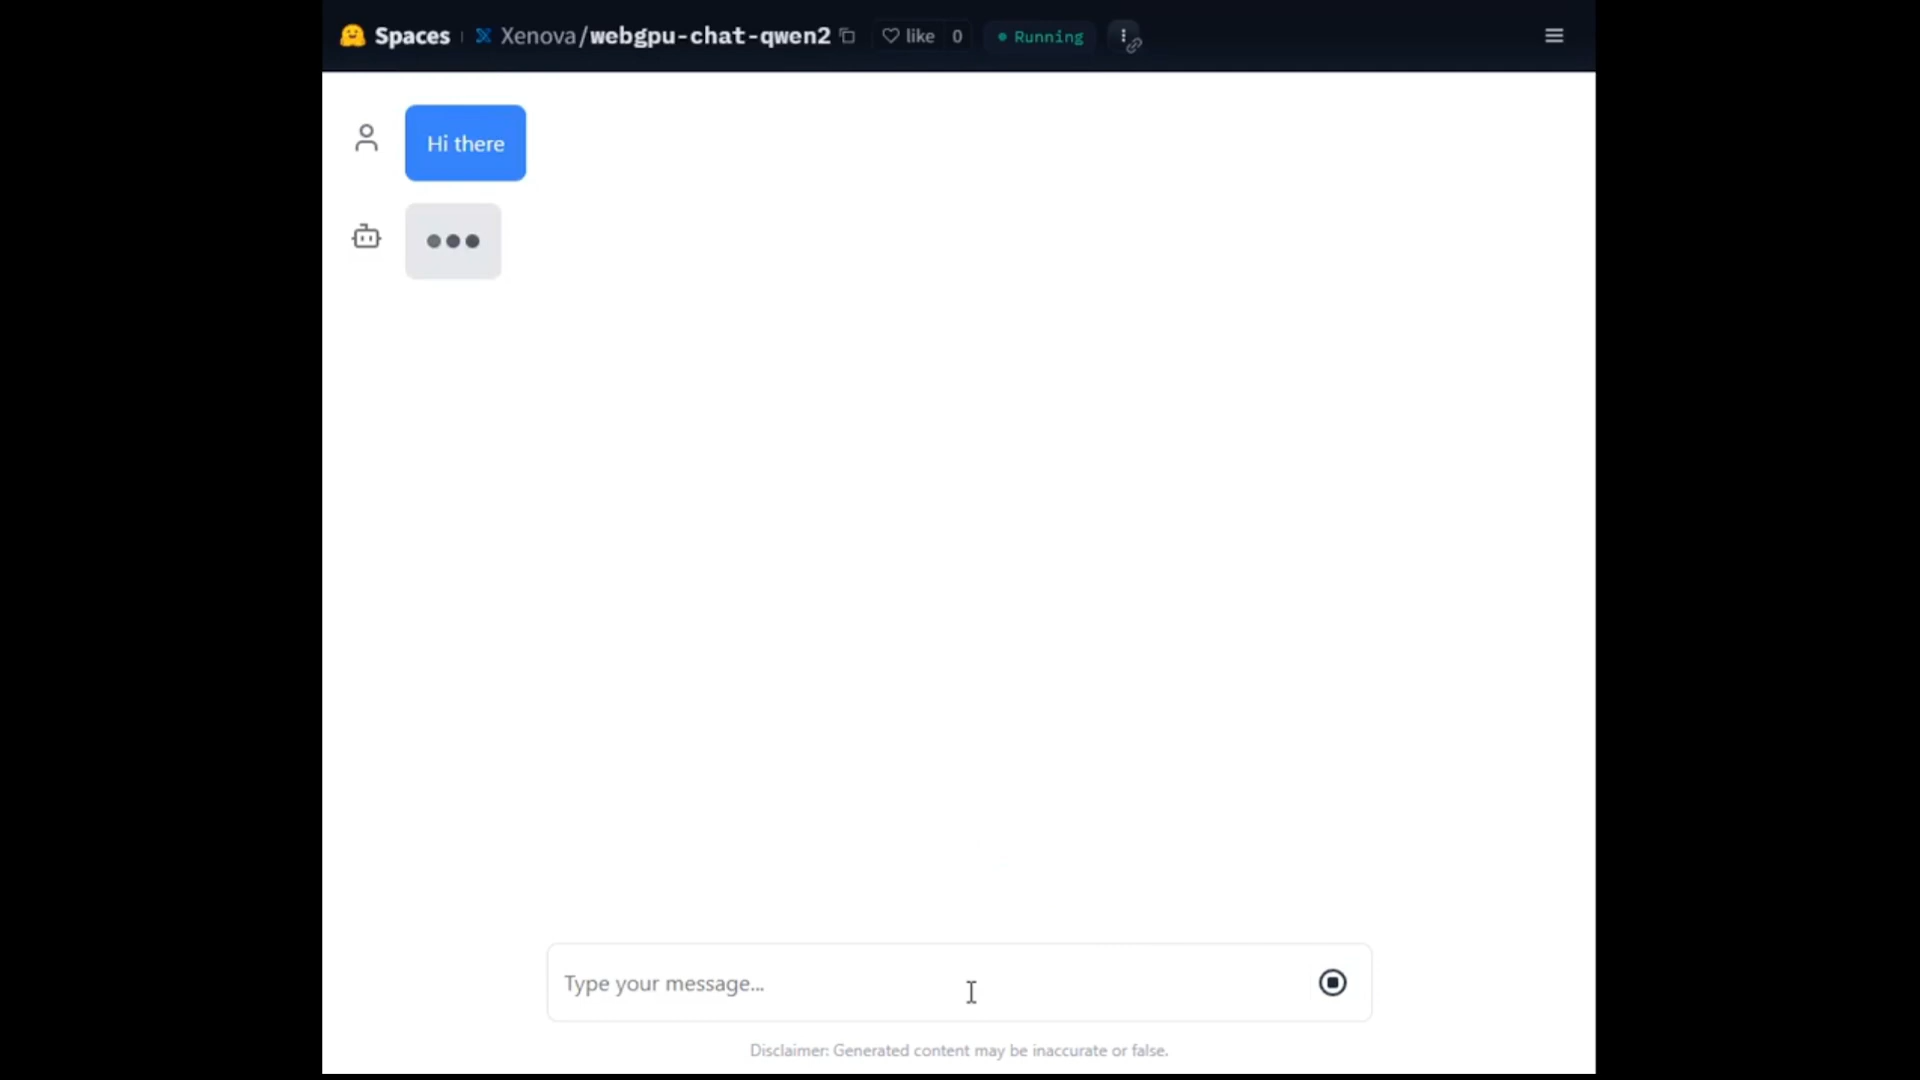 Spaces Xenova/webgpu-chat-qwen2 like 0 Running
Hi there
Type your message...
Disclaimer: Generated content may be inaccurate or false.